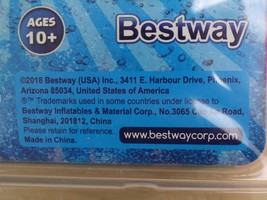 AGES
10+
Bestway
©2018 Bestway (USA) Inc., 3411 E. Harbour Drive, Phoenix,
Arizona 85034, United States of America
®™ Trademarks used in some countries under license to
Bestway Inflatables & Material Corp., No.3065 Road,
Shanghai, 201812, China
Please retain for reference.
Made in China.
www.bestwaycorp.com